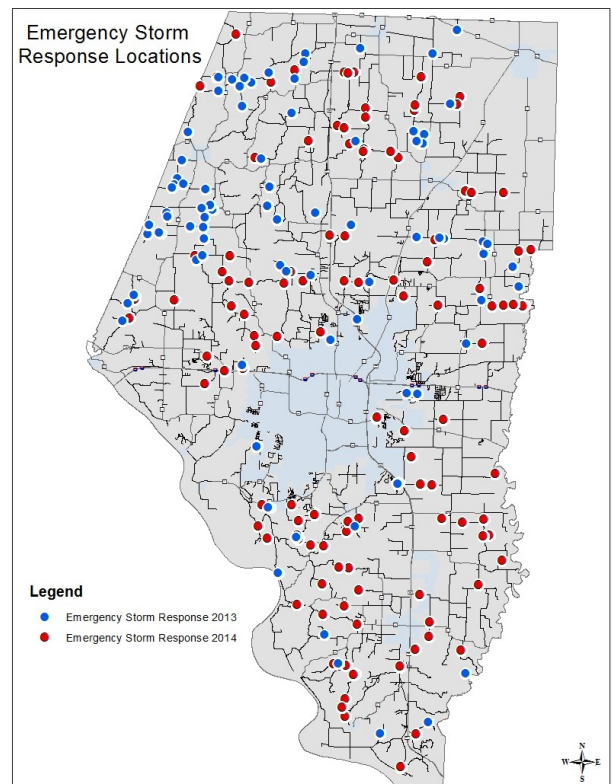 Emergency Storm
Response Locations
Legend
Emergency Storm Response 2013
Emergency Storm Response 2014
N
W E
S